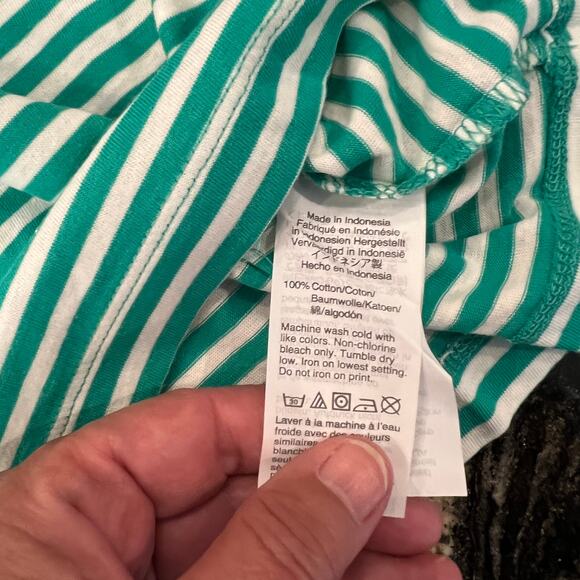 Made in Indonesia
Fabriqué en Indonésie
in Indonesien Hergestellt
Vervaardigd in Indonesië
インドネシア製
Hecho en Indonesia
100% Cotton/Coton/
Baumwolle/Katoen/
綿/algodón
Machine wash cold with
like colors. Non-chlorine
bleach only. Tumble dry
low. Iron on lowest setting.
Do not iron on print.
30
Laver à la machine à l'eau
froide avec des couleurs
similaires